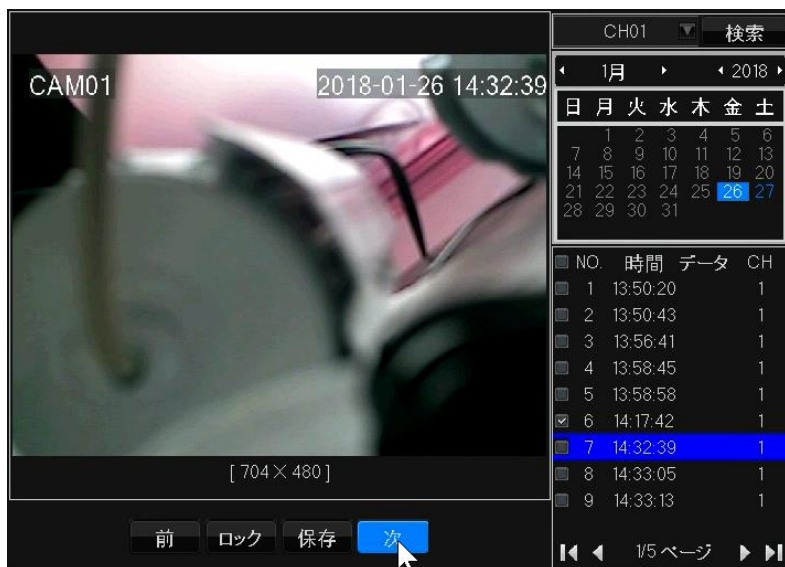 CAM01 2018-01-26 14:32:39
[704×480]
前 ロック 保存 次
CH01 検索
1月 2018
日 月 火 水 木 金 土
1 2 3 4 5 6
7 8 9 10 11 12 13
14 15 16 17 18 19 20
21 22 23 24 25 26 27
28 29 30 31
NO. 時間 データ CH
1 13:50:20 1
2 13:50:43 1
3 13:56:41 1
4 13:58:45 1
5 13:58:58 1
6 14:17:42 1
7 14:32:39 1
8 14:33:05 1
9 14:33:13 1
1/5 ページ